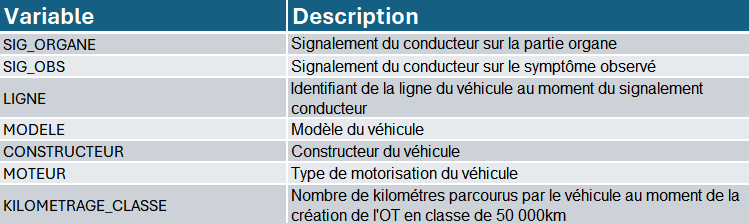 Variable Description
SIG_ORGANE Signalement du conducteur sur la partie organe
SIG_OBS Signalement du conducteur sur le symptôme observé
LIGNE Identifiant de la ligne du véhicule au moment du signalement
conducteur
MODELE Modèle du véhicule
CONSTRUCTEUR Constructeur du véhicule
MOTEUR Type de motorisation du véhicule
KILOMETRAGE_CLASSE Nombre de kilométres parcourus par le véhicule au moment de la
création de l'OT en classe de 50 000km